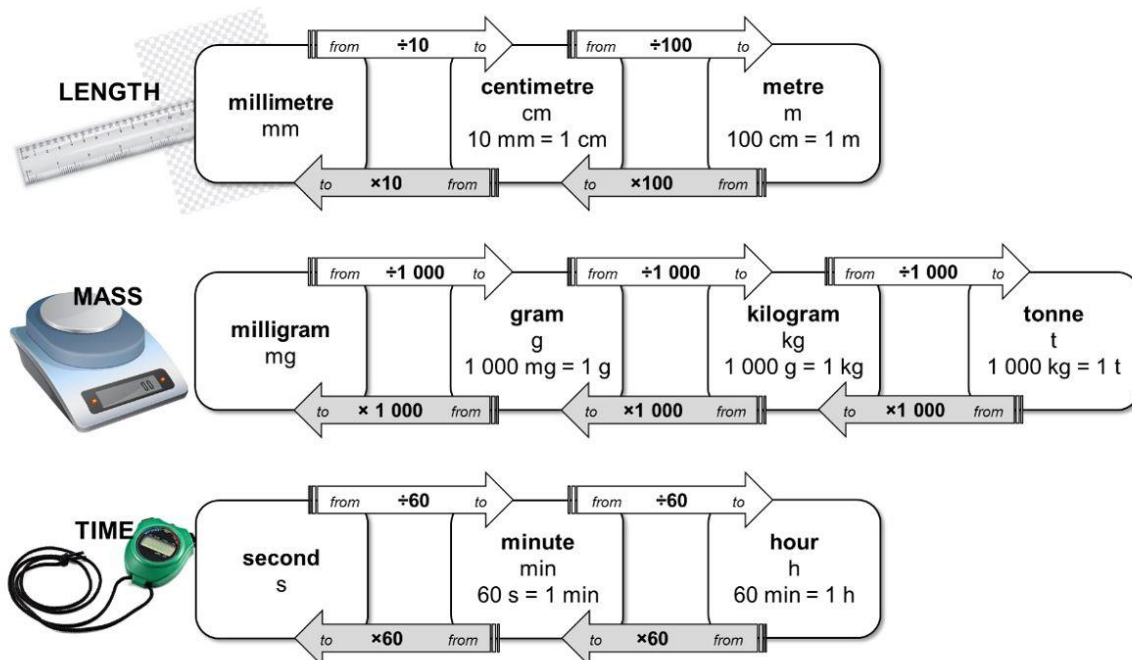 from ÷10 to
from ÷100 to
LENGTH
millimetre
mm
centimetre
cm
10 mm = 1 cm
metre
m
100 cm = 1 m
to ×10 from
to ×100 from
from ÷1 000 to
from ÷1 000 to
from ÷1 000 to
MASS
milligram
mg
gram
g
1 000 mg = 1 g
kilogram
kg
1 000 g = 1 kg
tonne
t
1 000 kg = 1 t
to × 1 000 from
to ×1 000 from
to ×1 000 from
from ÷60 to
from ÷60 to
TIME
second
s
minute
min
60 s = 1 min
hour
h
60 min = 1 h
to ×60 from
to ×60 from